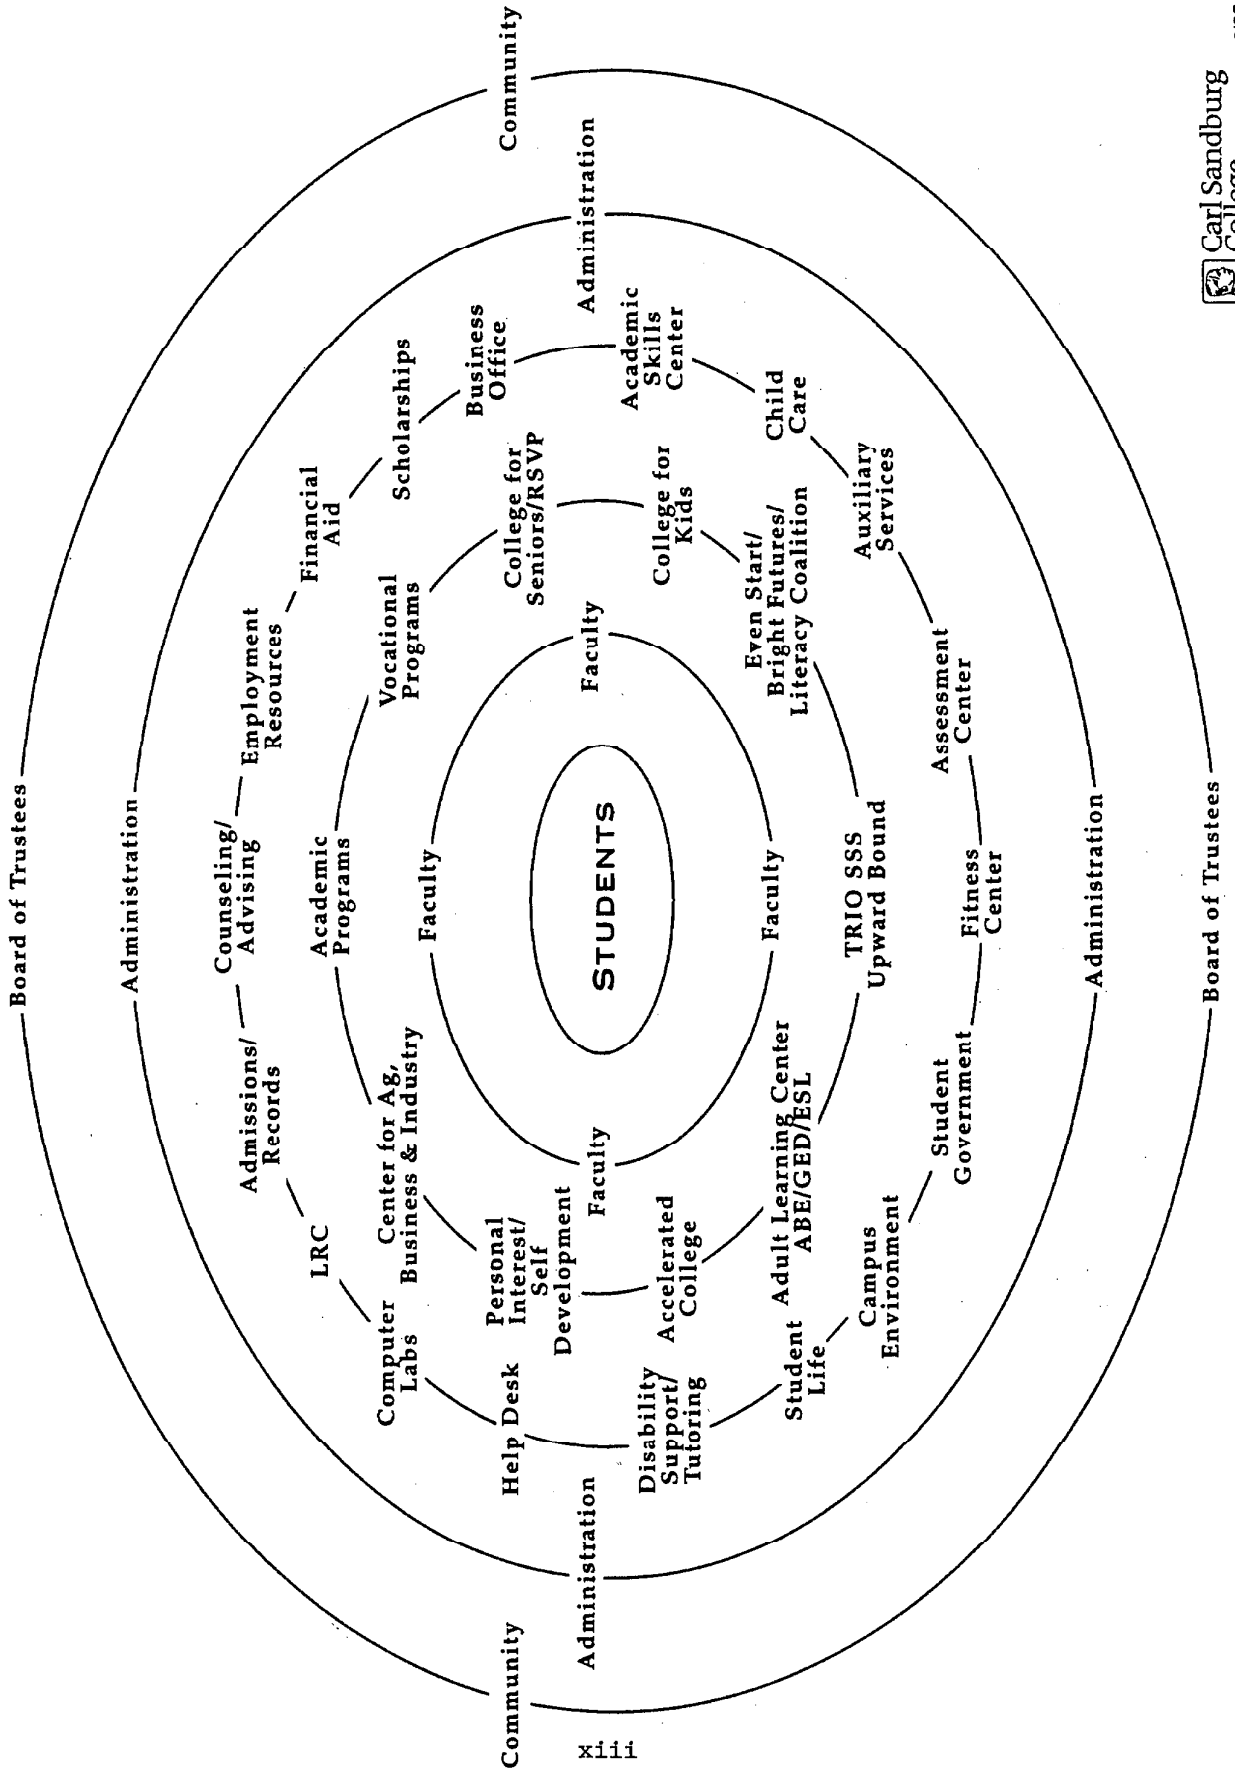 Board of Trustees
Administration
Counseling/
Advising
Admissions/
Records
Employment
Resources
LRC
Financial
Aid
Academic
Programs
Computer
Labs
Center for Ag,
Business & Industry
Vocational
Programs
Scholarships
Faculty
Community
Help Desk
Personal
Interest/
Self
Development
College for
Seniors/RSVP
Business
Office
Community
Administration
Faculty
STUDENTS
Faculty
Administration
Disability
Support/
Tutoring
Accelerated
College
College for
Kids
Academic
Skills
Center
Student
Life
Adult Learning Center
ABE/GED/ESL
Faculty
Even Start/
Bright Futures/
Literacy Coalition
Child
Care
TRIO SSS
Upward Bound
Campus
Environment
Auxiliary
Services
Student
Government
Fitness
Center
Assessment
Center
Administration
Board of Trustees
Carl Sandburg
College
xiii